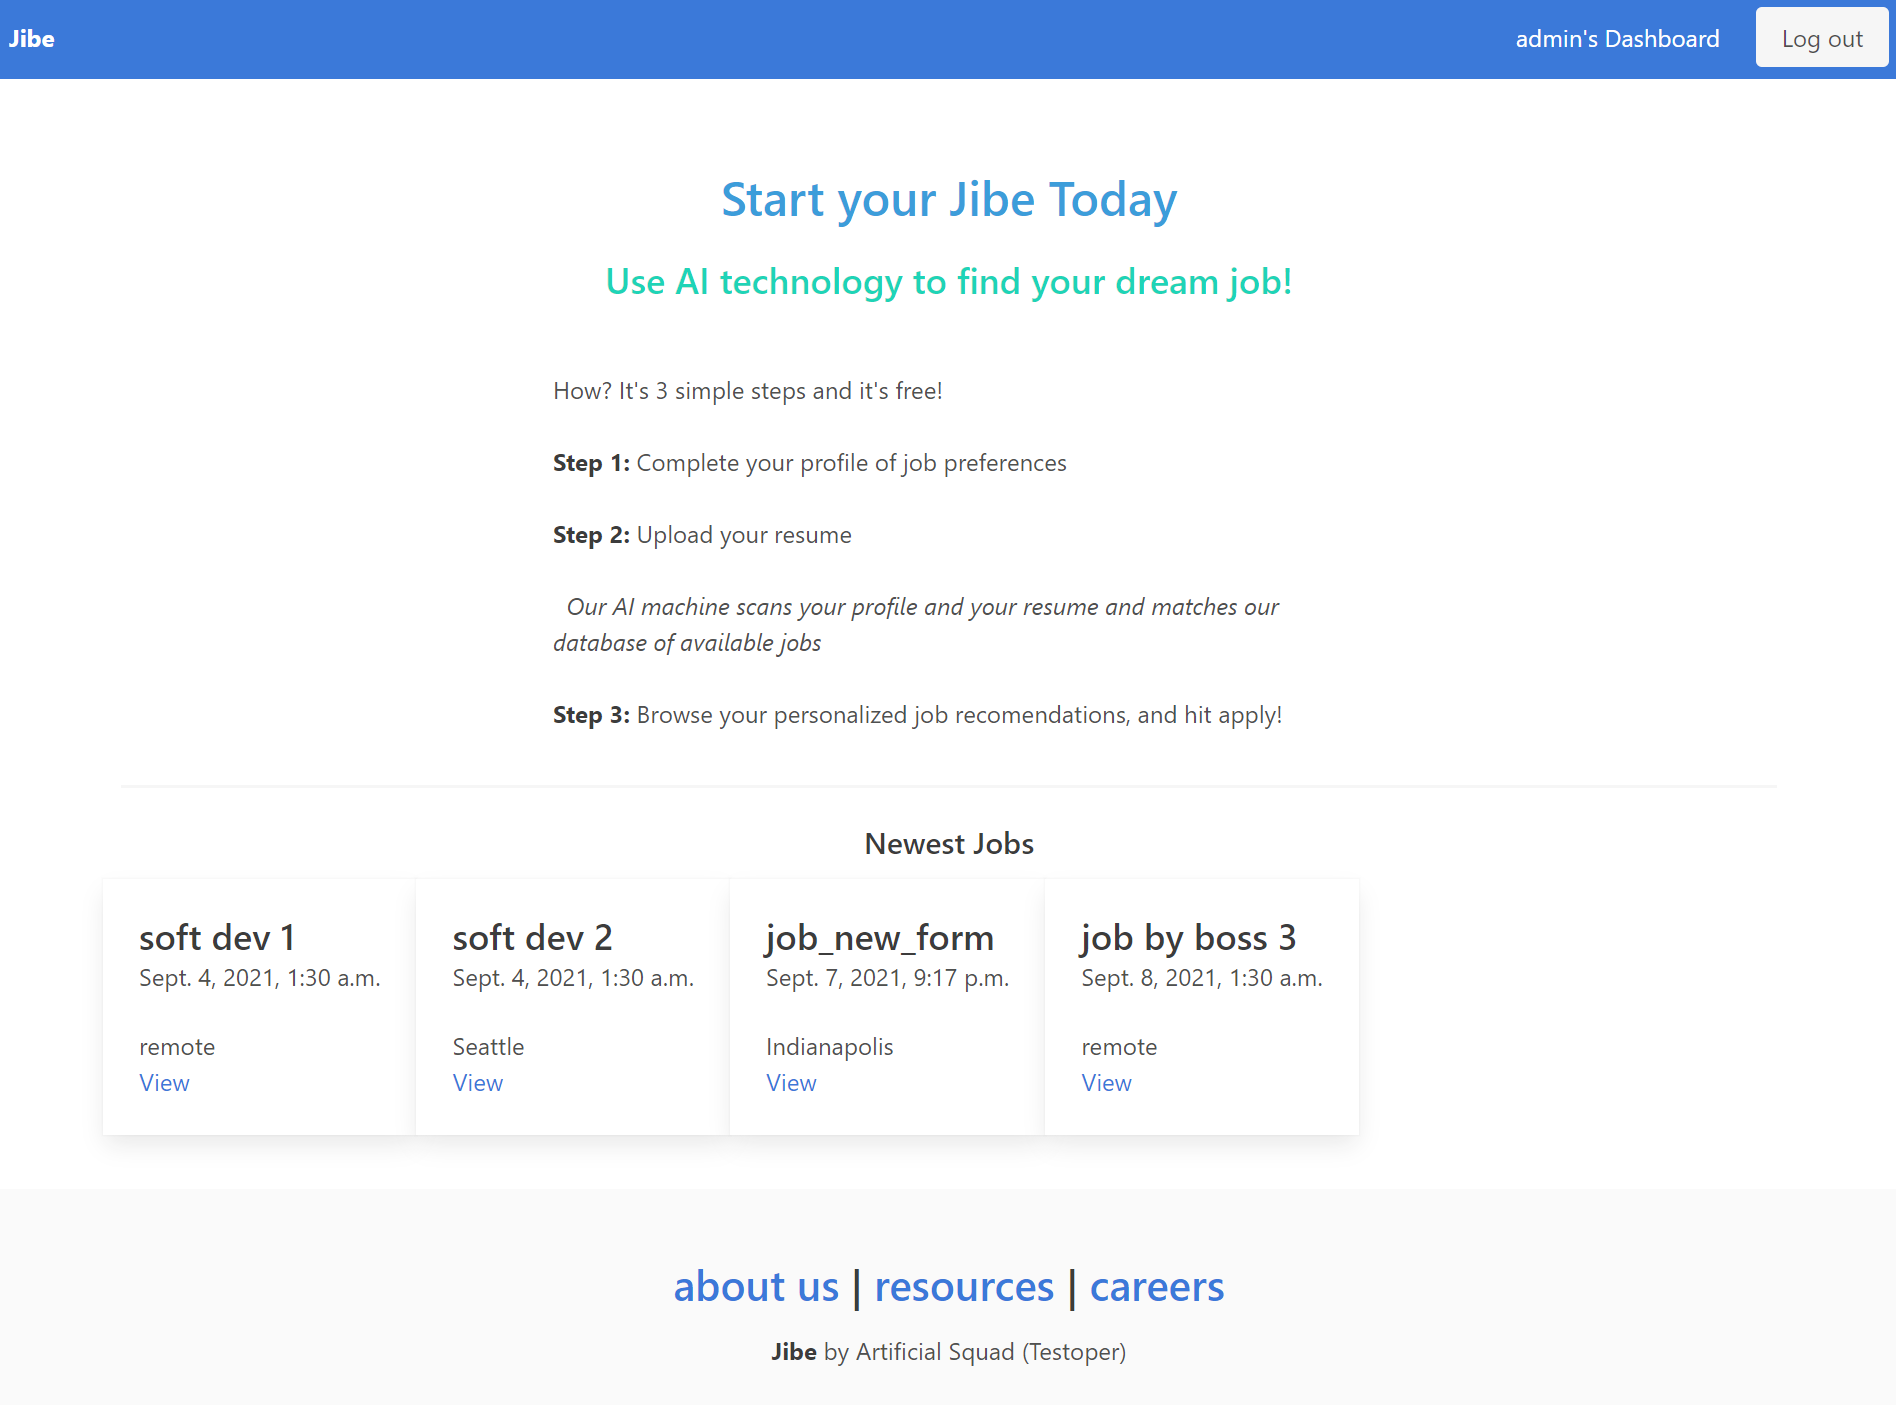 Jibe
admin's Dashboard
Log out
Start your Jibe Today
Use AI technology to find your dream job!
How? It's 3 simple steps and it's free!
Step 1: Complete your profile of job preferences
Step 2: Upload your resume
Our AI machine scans your profile and your resume and matches our
database of available jobs
Step 3: Browse your personalized job recomendations, and hit apply!
Newest Jobs
soft dev 1
Sept. 4, 2021, 1:30 a.m.
remote
View
soft dev 2
Sept. 4, 2021, 1:30 a.m.
Seattle
View
job_new_form
Sept. 7, 2021, 9:17 p.m.
Indianapolis
View
job by boss 3
Sept. 8, 2021, 1:30 a.m.
remote
View
about us | resources | careers
Jibe by Artificial Squad (Testoper)